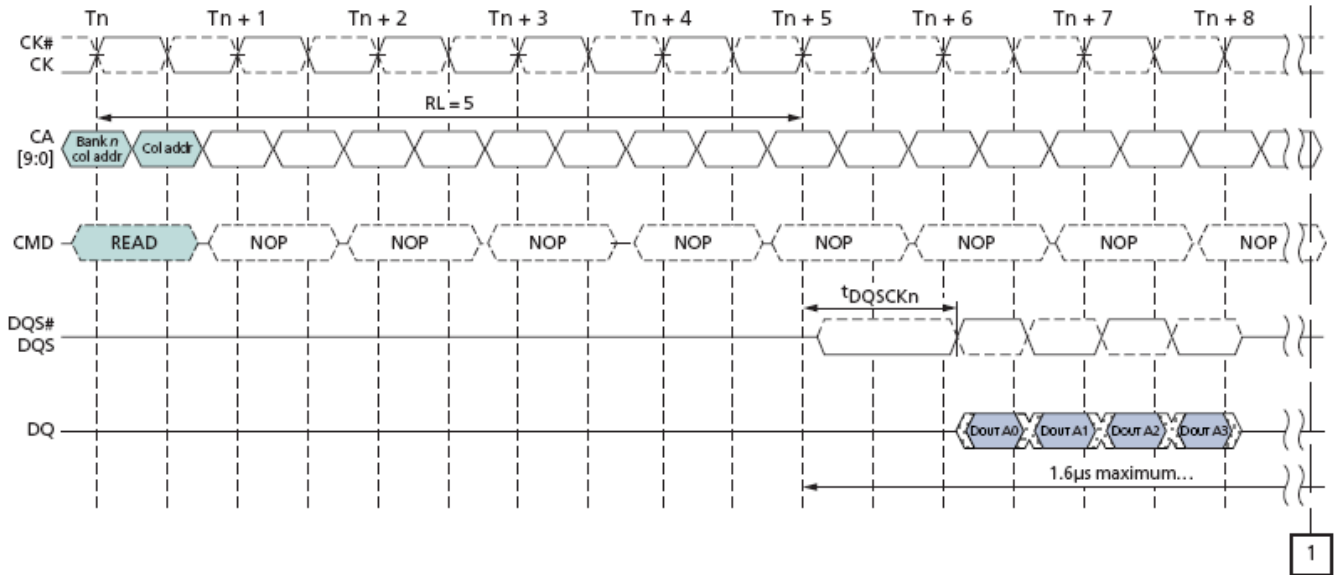 Tn Tn + 1 Tn + 2 Tn + 3 Tn + 4 Tn + 5 Tn + 6 Tn + 7 Tn + 8
CK#
CK
RL = 5
CA
[9:0]
Bank n
col addr
Col addr
CMD READ NOP NOP NOP NOP NOP NOP NOP NOP
tDQSCKn
DQS#
DQS
DQ DOUT A0 DOUT A1 DOUT A2 DOUT A3
1.6µs maximum…
1